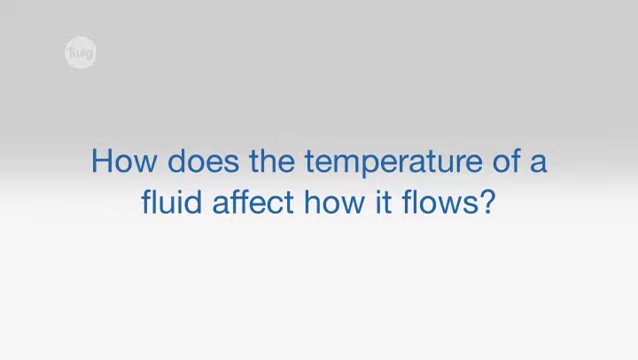 Twig
How does the temperature of a
fluid affect how it flows?